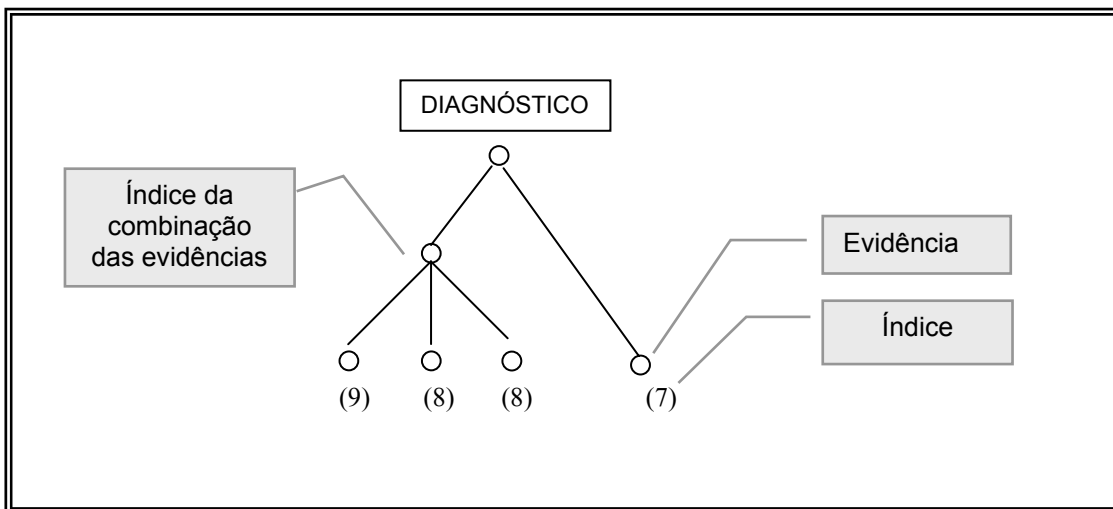 DIAGNÓSTICO
Índice da
combinação
das evidências
Evidência
Índice
(9) (8) (8) (7)